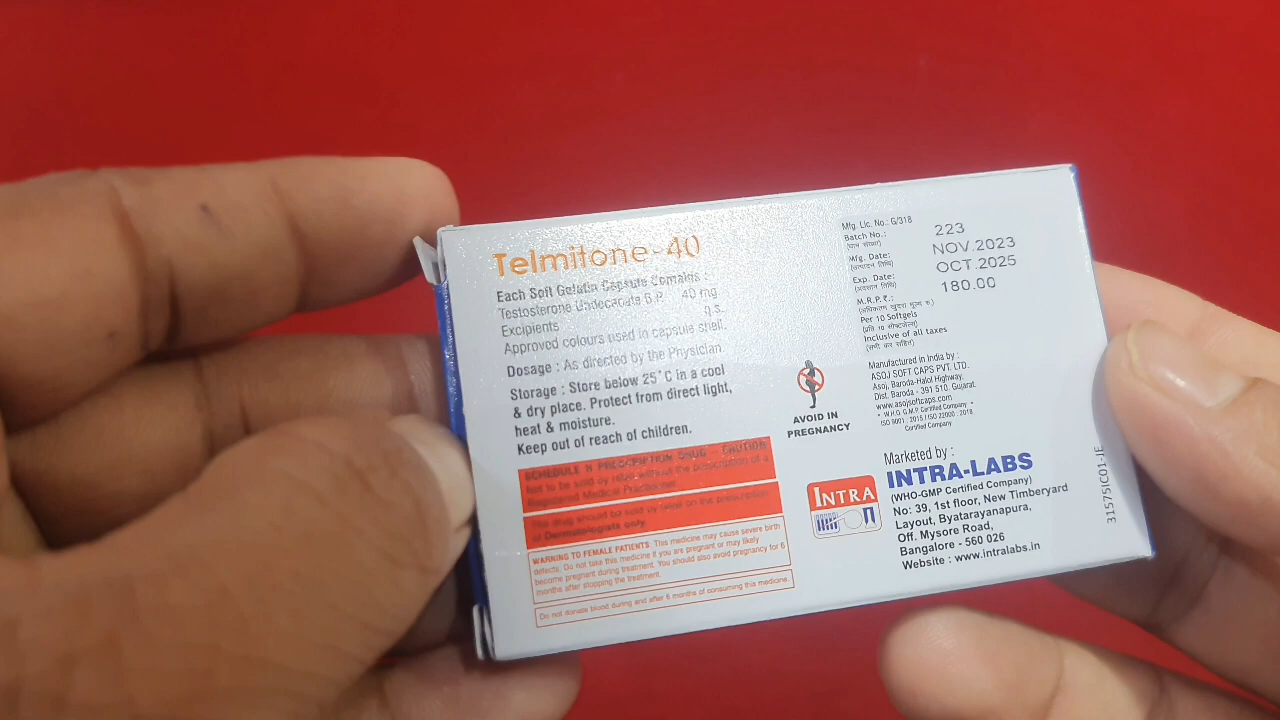 Telmitone-40
Each Soft Gelatin Capsule Contains :
Testosterone Undecanoate B.P. 40 mg
Excipients q.s.
Approved colours used in capsule shell.
Dosage : As directed by the Physician.
Storage : Store below 25°C in a cool
& dry place. Protect from direct light,
heat & moisture.
Keep out of reach of children.
SCHEDULE H PRESCRIPTION DRUG - CAUTION
Not to be sold by retail without the prescription of a
Registered Medical Practitioner.
This drug should be sold by retail on the prescription
of Dermatologists only.
WARNING TO FEMALE PATIENTS: This medicine may cause severe birth
defects. Do not take this medicine if you are pregnant or may likely
become pregnant during treatment. You should also avoid pregnancy for 6
months after stopping the treatment.
Do not donate blood during and after 6 months of consuming this medicine.
AVOID IN
PREGNANCY
Mfg. Lic. No.: G/318
Batch No.: 223
Mfg. Date: NOV.2023
Exp. Date: OCT.2025
M.R.P.₹.: 180.00
Per 10 Softgels
Inclusive of all taxes
Manufactured in India by :
ASOJ SOFT CAPS PVT. LTD.
Asoj, Baroda-Halol Highway,
Dist. Baroda - 391 510. Gujarat.
www.asojsoftcaps.com
• W.H.O. G.M.P. Certified Company •
ISO 9001 : 2015 / ISO 22000 : 2018
Certified Company
INTRA
Marketed by :
INTRA-LABS
(WHO-GMP Certified Company)
No: 39, 1st floor, New Timberyard
Layout, Byatarayanapura,
Off. Mysore Road,
Bangalore - 560 026
Website : www.intralabs.in
31575IC01-JE